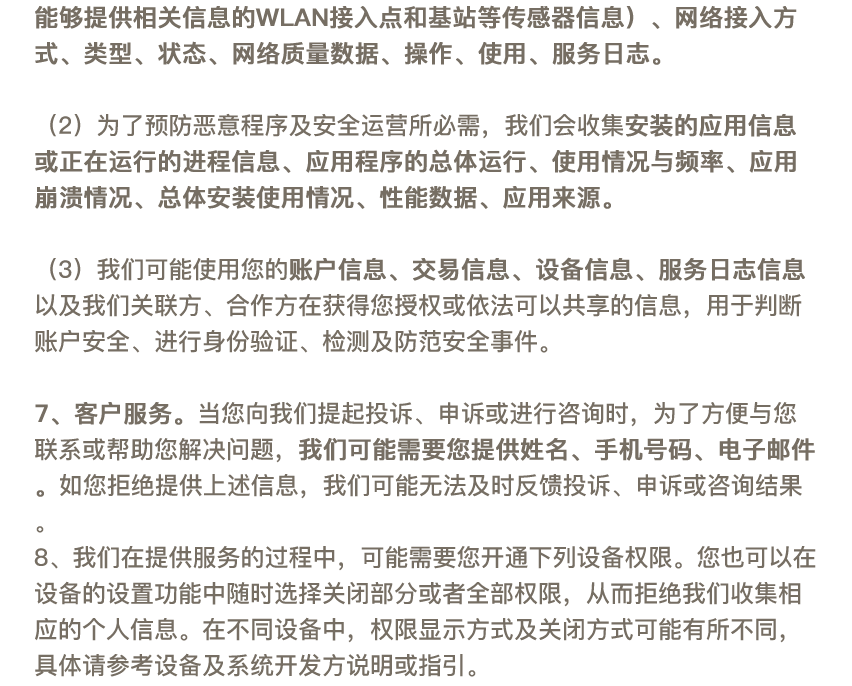 能够提供相关信息的WLAN接入点和基站等传感器信息）、网络接入方
式、类型、状态、网络质量数据、操作、使用、服务日志。
（2）为了预防恶意程序及安全运营所必需，我们会收集安装的应用信息
或正在运行的进程信息、应用程序的总体运行、使用情况与频率、应用
崩溃情况、总体安装使用情况、性能数据、应用来源。
（3）我们可能使用您的账户信息、交易信息、设备信息、服务日志信息
以及我们关联方、合作方在获得您授权或依法可以共享的信息，用于判断
账户安全、进行身份验证、检测及防范安全事件。
7、客户服务。当您向我们提起投诉、申诉或进行咨询时，为了方便与您
联系或帮助您解决问题，我们可能需要您提供姓名、手机号码、电子邮件
。如您拒绝提供上述信息，我们可能无法及时反馈投诉、申诉或咨询结果
。
8、我们在提供服务的过程中，可能需要您开通下列设备权限。您也可以在
设备的设置功能中随时选择关闭部分或者全部权限，从而拒绝我们收集相
应的个人信息。在不同设备中，权限显示方式及关闭方式可能有所不同，
具体请参考设备及系统开发方说明或指引。